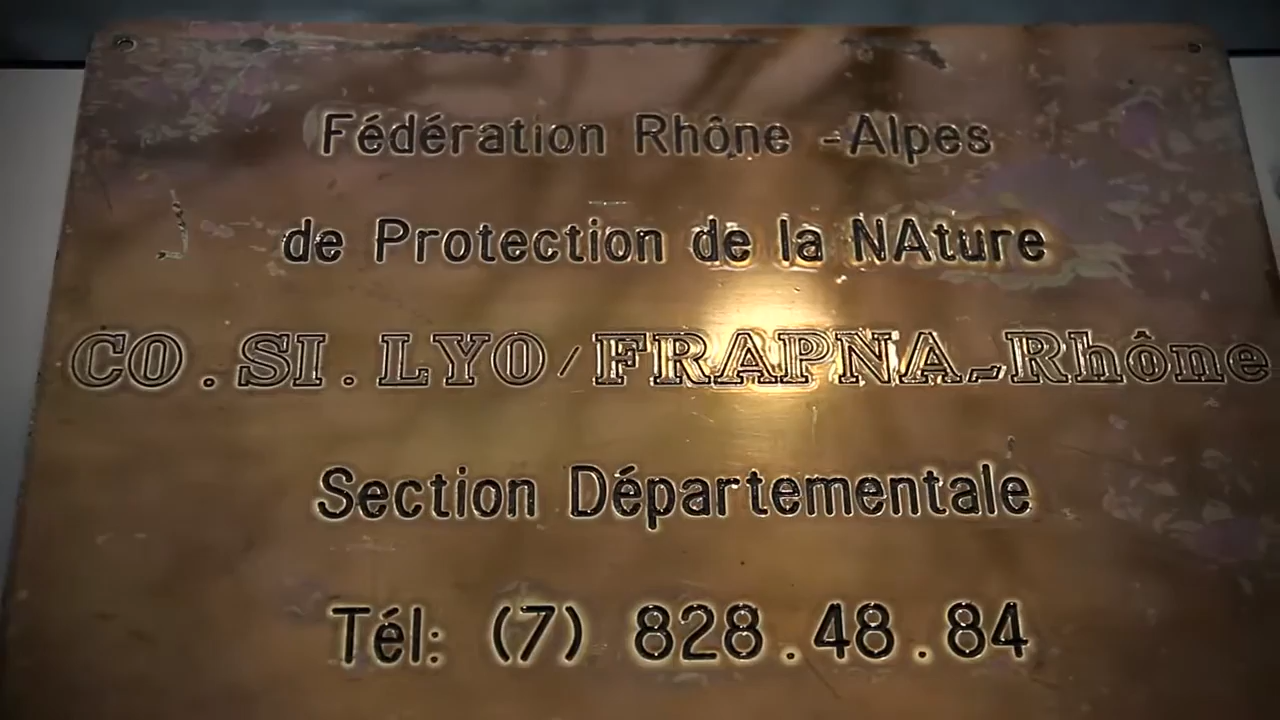 Fédération Rhône -Alpes
de Protection de la NAture
CO.SI.LYO/FRAPNA-Rhône
Section Départementale
Tél: (7) 828.48.84